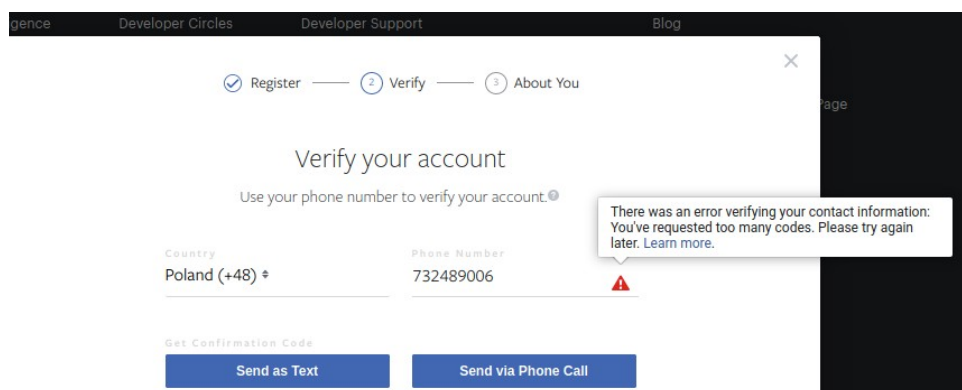 gence Developer Circles Developer Support Blog
Register 2 Verify 3 About You
Page
Verify your account
Use your phone number to verify your account.?
There was an error verifying your contact information:
You've requested too many codes. Please try again
later. Learn more.
Country Phone Number
Poland (+48) 732489006
Get Confirmation Code
Send as Text Send via Phone Call